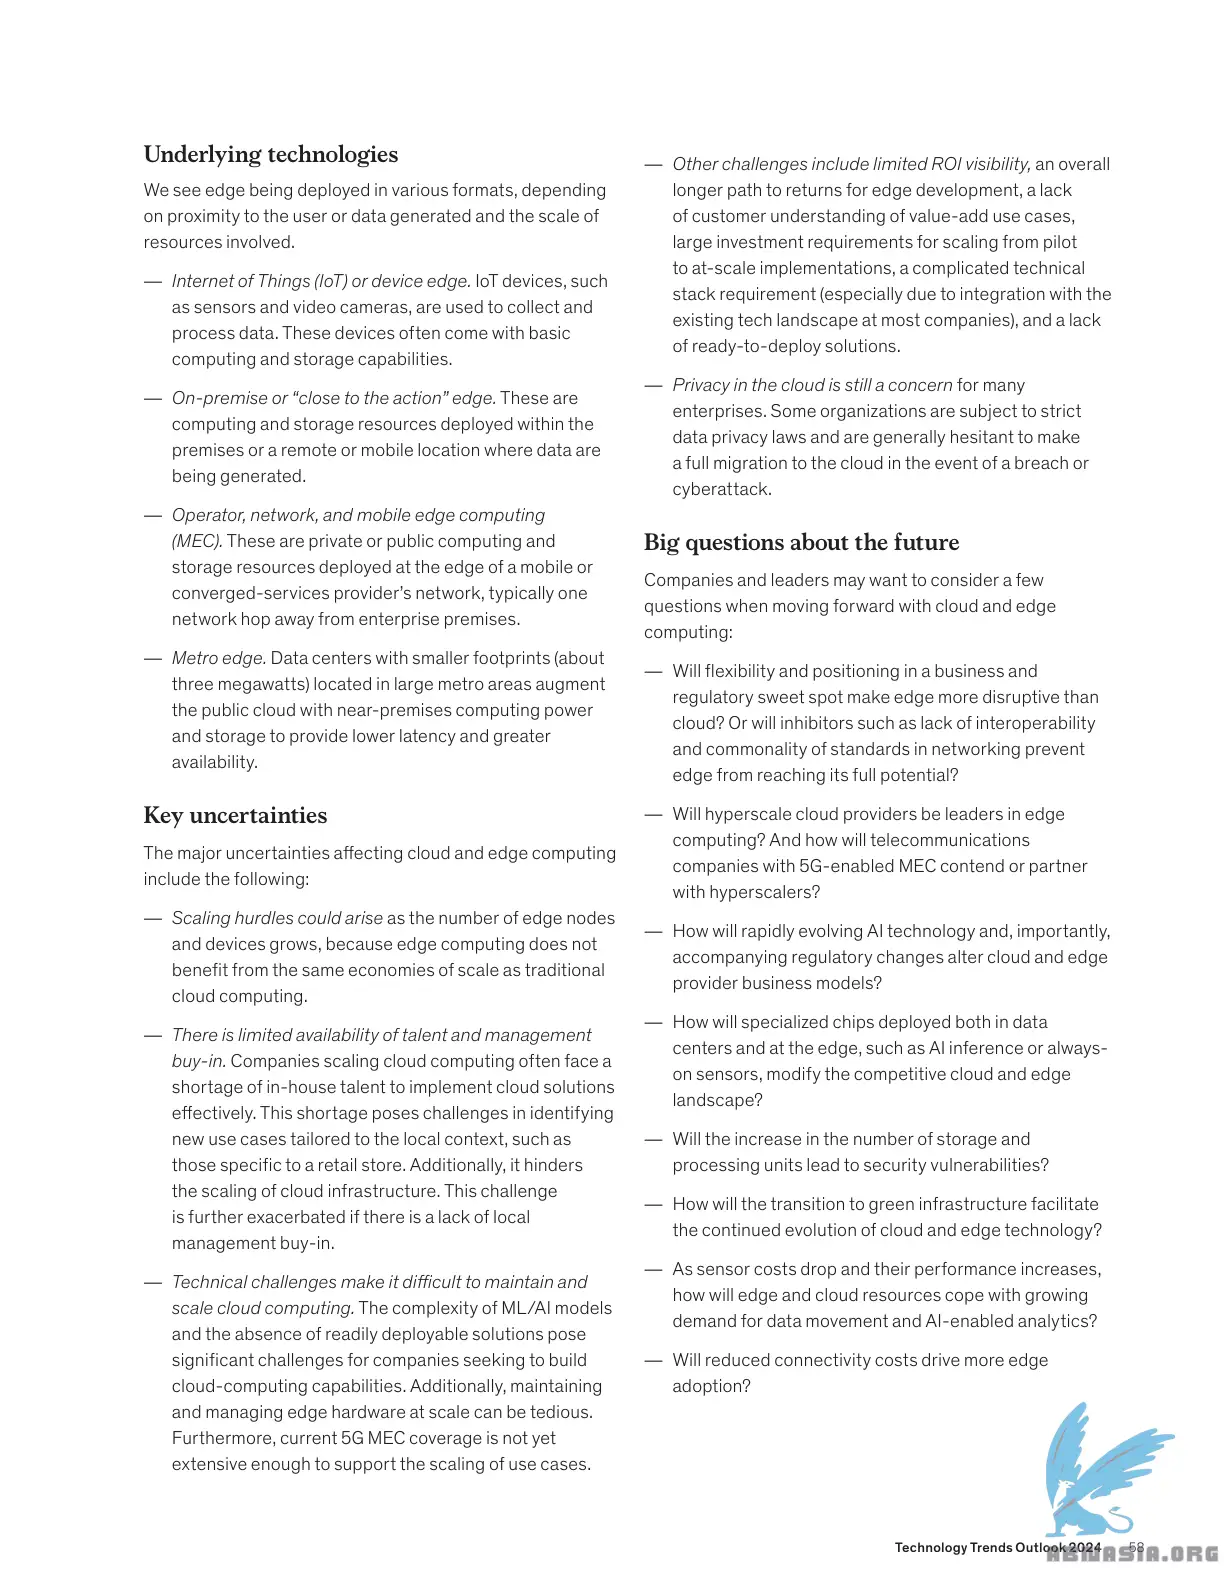 Underlying technologies
We see edge being deployed in various formats, depending
on proximity to the user or data generated and the scale of
resources involved.
— Internet of Things (IoT) or device edge. IoT devices, such
as sensors and video cameras, are used to collect and
process data. These devices often come with basic
computing and storage capabilities.
— On-premise or “close to the action” edge. These are
computing and storage resources deployed within the
premises or a remote or mobile location where data are
being generated.
— Operator, network, and mobile edge computing
(MEC). These are private or public computing and
storage resources deployed at the edge of a mobile or
converged-services provider’s network, typically one
network hop away from enterprise premises.
— Metro edge. Data centers with smaller footprints (about
three megawatts) located in large metro areas augment
the public cloud with near-premises computing power
and storage to provide lower latency and greater
availability.
Key uncertainties
The major uncertainties affecting cloud and edge computing
include the following:
— Scaling hurdles could arise as the number of edge nodes
and devices grows, because edge computing does not
benefit from the same economies of scale as traditional
cloud computing.
— There is limited availability of talent and management
buy-in. Companies scaling cloud computing often face a
shortage of in-house talent to implement cloud solutions
effectively. This shortage poses challenges in identifying
new use cases tailored to the local context, such as
those specific to a retail store. Additionally, it hinders
the scaling of cloud infrastructure. This challenge
is further exacerbated if there is a lack of local
management buy-in.
— Technical challenges make it difficult to maintain and
scale cloud computing. The complexity of ML/AI models
and the absence of readily deployable solutions pose
significant challenges for companies seeking to build
cloud-computing capabilities. Additionally, maintaining
and managing edge hardware at scale can be tedious.
Furthermore, current 5G MEC coverage is not yet
extensive enough to support the scaling of use cases.
— Other challenges include limited ROI visibility, an overall
longer path to returns for edge development, a lack
of customer understanding of value-add use cases,
large investment requirements for scaling from pilot
to at-scale implementations, a complicated technical
stack requirement (especially due to integration with the
existing tech landscape at most companies), and a lack
of ready-to-deploy solutions.
— Privacy in the cloud is still a concern for many
enterprises. Some organizations are subject to strict
data privacy laws and are generally hesitant to make
a full migration to the cloud in the event of a breach or
cyberattack.
Big questions about the future
Companies and leaders may want to consider a few
questions when moving forward with cloud and edge
computing:
— Will flexibility and positioning in a business and
regulatory sweet spot make edge more disruptive than
cloud? Or will inhibitors such as lack of interoperability
and commonality of standards in networking prevent
edge from reaching its full potential?
— Will hyperscale cloud providers be leaders in edge
computing? And how will telecommunications
companies with 5G-enabled MEC contend or partner
with hyperscalers?
— How will rapidly evolving AI technology and, importantly,
accompanying regulatory changes alter cloud and edge
provider business models?
— How will specialized chips deployed both in data
centers and at the edge, such as AI inference or always-
on sensors, modify the competitive cloud and edge
landscape?
— Will the increase in the number of storage and
processing units lead to security vulnerabilities?
— How will the transition to green infrastructure facilitate
the continued evolution of cloud and edge technology?
— As sensor costs drop and their performance increases,
how will edge and cloud resources cope with growing
demand for data movement and AI-enabled analytics?
— Will reduced connectivity costs drive more edge
adoption?
Technology Trends Outlook 2024 58
ABWASIA.ORG